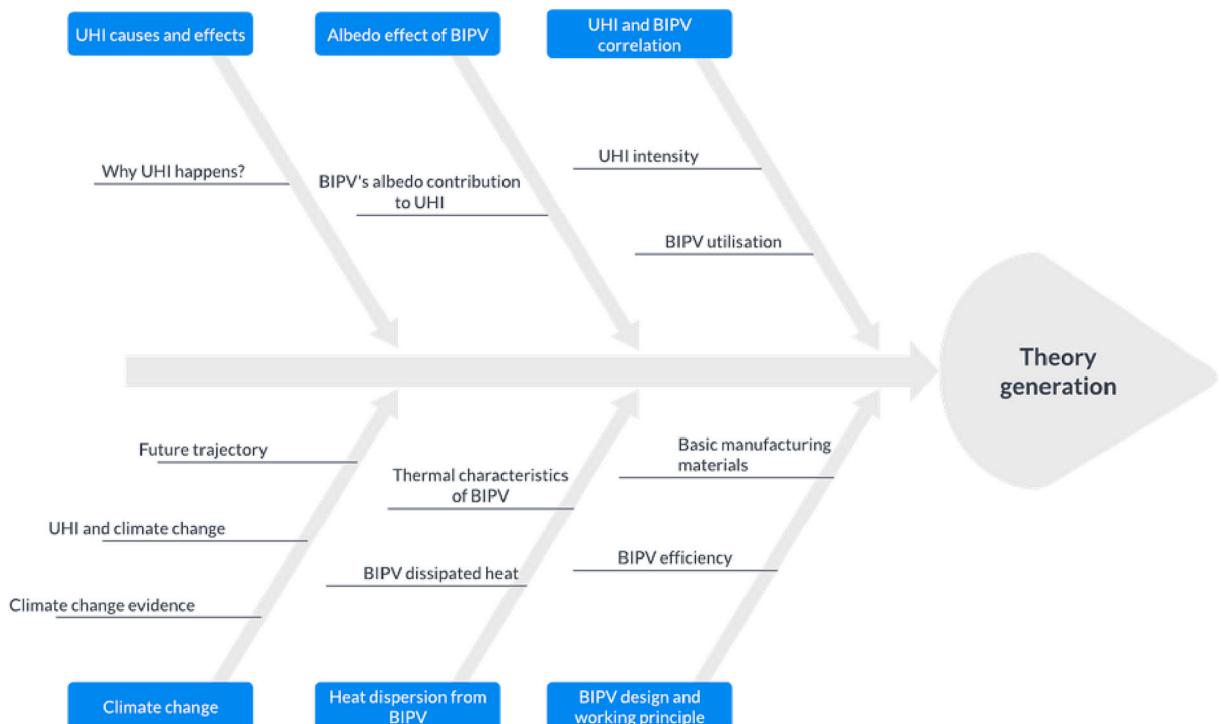 UHI causes and effects
Albedo effect of BIPV
UHI and BIPV
correlation
Why UHI happens?
BIPV's albedo contribution
to UHI
UHI intensity
BIPV utilisation
Theory
generation
Future trajectory
UHI and climate change
Climate change evidence
Thermal characteristics
of BIPV
BIPV dissipated heat
Basic manufacturing
materials
BIPV efficiency
Climate change
Heat dispersion from
BIPV
BIPV design and
working principle